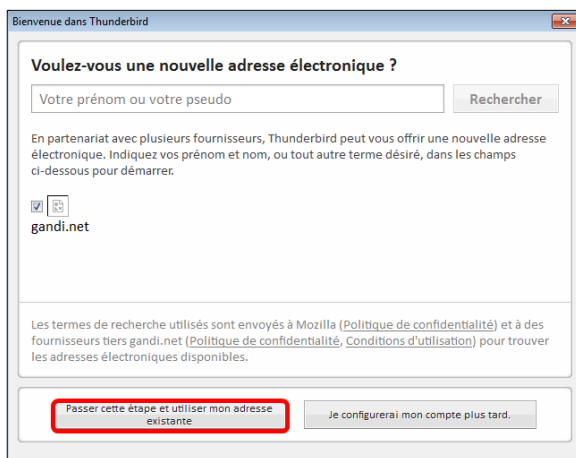 Bienvenue dans Thunderbird
Voulez-vous une nouvelle adresse électronique ?
Votre prénom ou votre pseudo
Rechercher
En partenariat avec plusieurs fournisseurs, Thunderbird peut vous offrir une nouvelle adresse
électronique. Indiquez vos prénom et nom, ou tout autre terme désiré, dans les champs
ci-dessous pour démarrer.
gandi.net
Les termes de recherche utilisés sont envoyés à Mozilla (Politique de confidentialité) et à des
fournisseurs tiers gandi.net (Politique de confidentialité, Conditions d'utilisation) pour trouver
les adresses électroniques disponibles.
Passer cette étape et utiliser mon adresse
existante
Je configurerai mon compte plus tard.